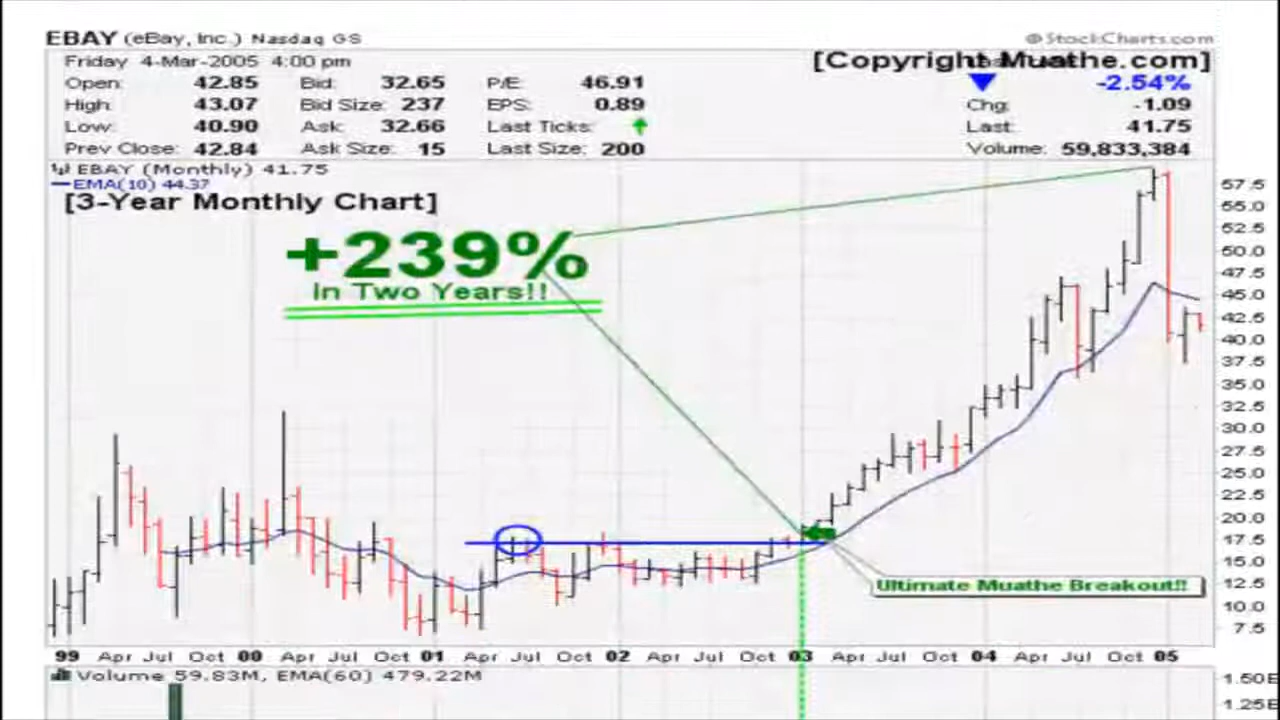 EBAY (eBay, Inc.) Nasdaq GS @StockCharts.com
Friday 4-Mar-2005 4:00 pm [Copyright Muathe.com]
Open: 42.85 Bid: 32.65 P/E: 46.91 -2.54%
High: 43.07 Bid Size: 237 EPS: 0.89 Chg: -1.09
Low: 40.90 Ask: 32.66 Last Ticks: Last: 41.75
Prev Close: 42.84 Ask Size: 15 Last Size: 200 Volume: 59,833,384
EBAY (Monthly) 41.75
EMA(10) 44.37
[3-Year Monthly Chart]
+239%
In Two Years!!
57.5
55.0
52.5
50.0
47.5
45.0
42.5
40.0
37.5
35.0
32.5
30.0
27.5
25.0
22.5
20.0
17.5
15.0
12.5
10.0
7.5
Ultimate Muathe Breakout!!
99 Apr Jul Oct 00 Apr Jul Oct 01 Apr Jul Oct 02 Apr Jul Oct 03 Apr Jul Oct 04 Apr Jul Oct 05
Volume 59.83M, EMA(60) 479.22M
1.50E
1.25E